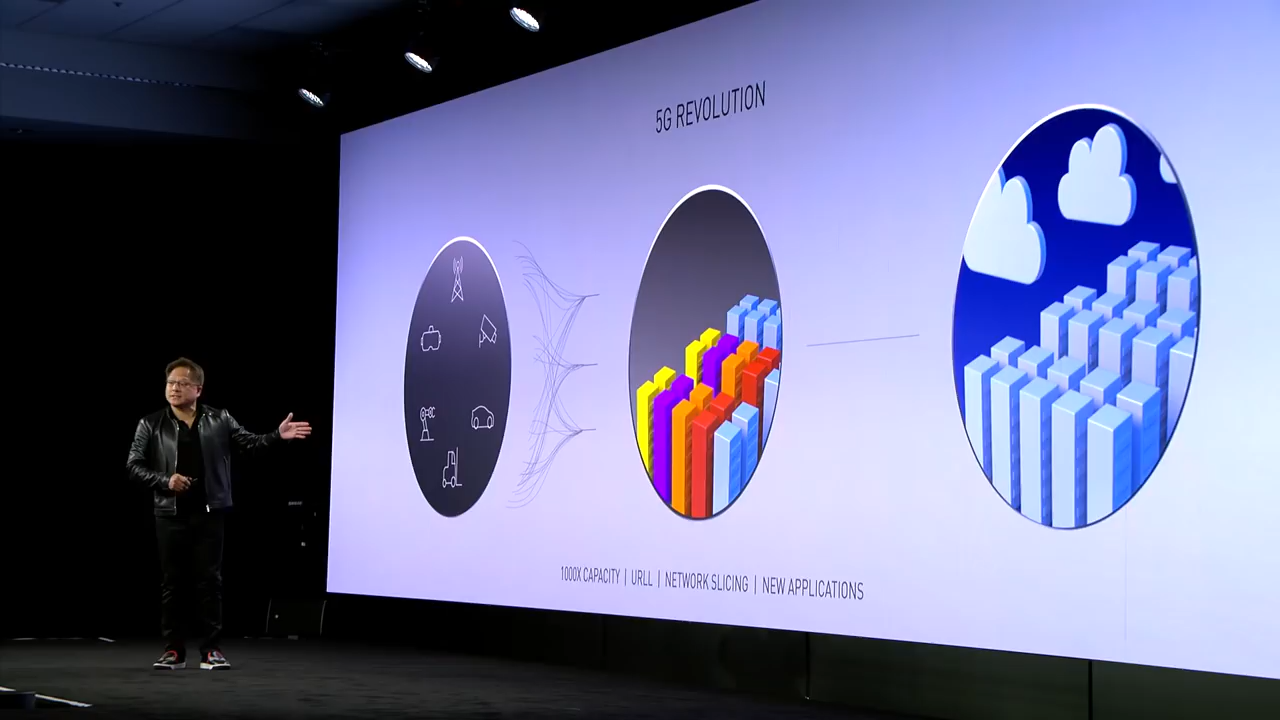 5G REVOLUTION
1000X CAPACITY | URLL | NETWORK SLICING | NEW APPLICATIONS